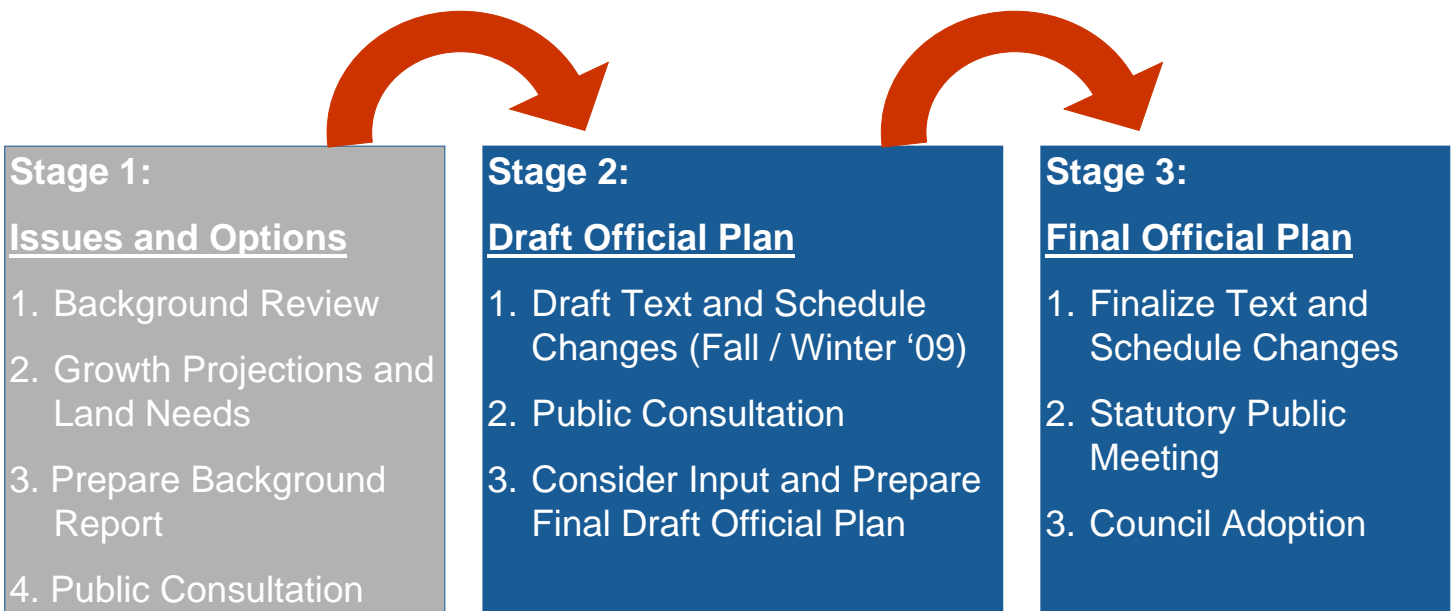 Stage 1:
Issues and Options
1. Background Review
2. Growth Projections and
Land Needs
3. Prepare Background
Report
4. Public Consultation
Stage 2:
Draft Official Plan
1. Draft Text and Schedule
Changes (Fall / Winter ‘09)
2. Public Consultation
3. Consider Input and Prepare
Final Draft Official Plan
Stage 3:
Final Official Plan
1. Finalize Text and
Schedule Changes
2. Statutory Public
Meeting
3. Council Adoption